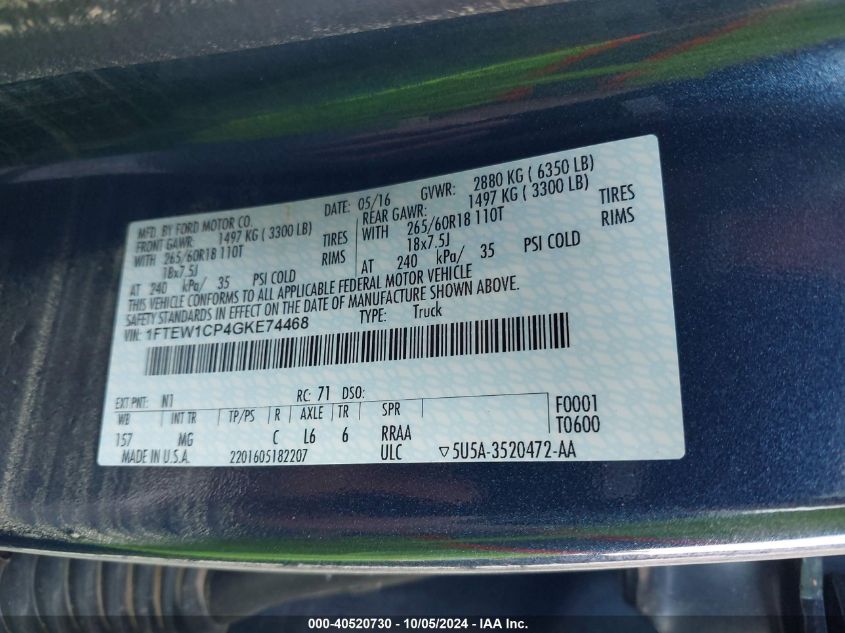 MFD. BY FORD MOTOR CO.
DATE: 05/16 GVWR: 2880 KG ( 6350 LB)
FRONT GAWR: 1497 KG ( 3300 LB)
REAR GAWR: 1497 KG ( 3300 LB)
WITH 265/60R18 110T TIRES
WITH 265/60R18 110T TIRES
18x7.5J RIMS
18x7.5J RIMS
AT 240 kPa/ 35 PSI COLD
AT 240 kPa/ 35 PSI COLD
THIS VEHICLE CONFORMS TO ALL APPLICABLE FEDERAL MOTOR VEHICLE
SAFETY STANDARDS IN EFFECT ON THE DATE OF MANUFACTURE SHOWN ABOVE.
VIN: 1FTEW1CP4GKE74468 TYPE: Truck
EXT PNT: N1 RC: 71 DSO:
WB INT TR TP/PS R AXLE TR SPR F0001
157 MG C L6 6 RRAA T0600
MADE IN U.S.A. 2201605182207 ULC ▽5U5A-3520472-AA
000-40520730 - 10/05/2024 - IAA Inc.